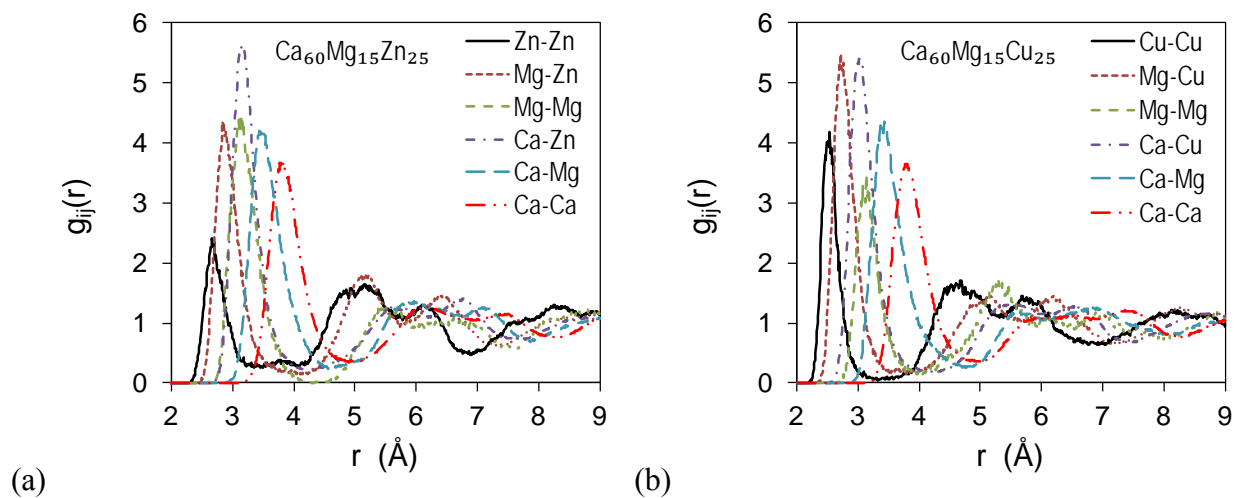 6
5
4
3
2
1
0
g_ij(r)
Ca₆₀Mg₁₅Zn₂₅
Zn-Zn
Mg-Zn
Mg-Mg
Ca-Zn
Ca-Mg
Ca-Ca
2 3 4 5 6 7 8 9
r (Å)
(a)
6
5
4
3
2
1
0
g_ij(r)
Ca₆₀Mg₁₅Cu₂₅
Cu-Cu
Mg-Cu
Mg-Mg
Ca-Cu
Ca-Mg
Ca-Ca
2 3 4 5 6 7 8 9
r (Å)
(b)